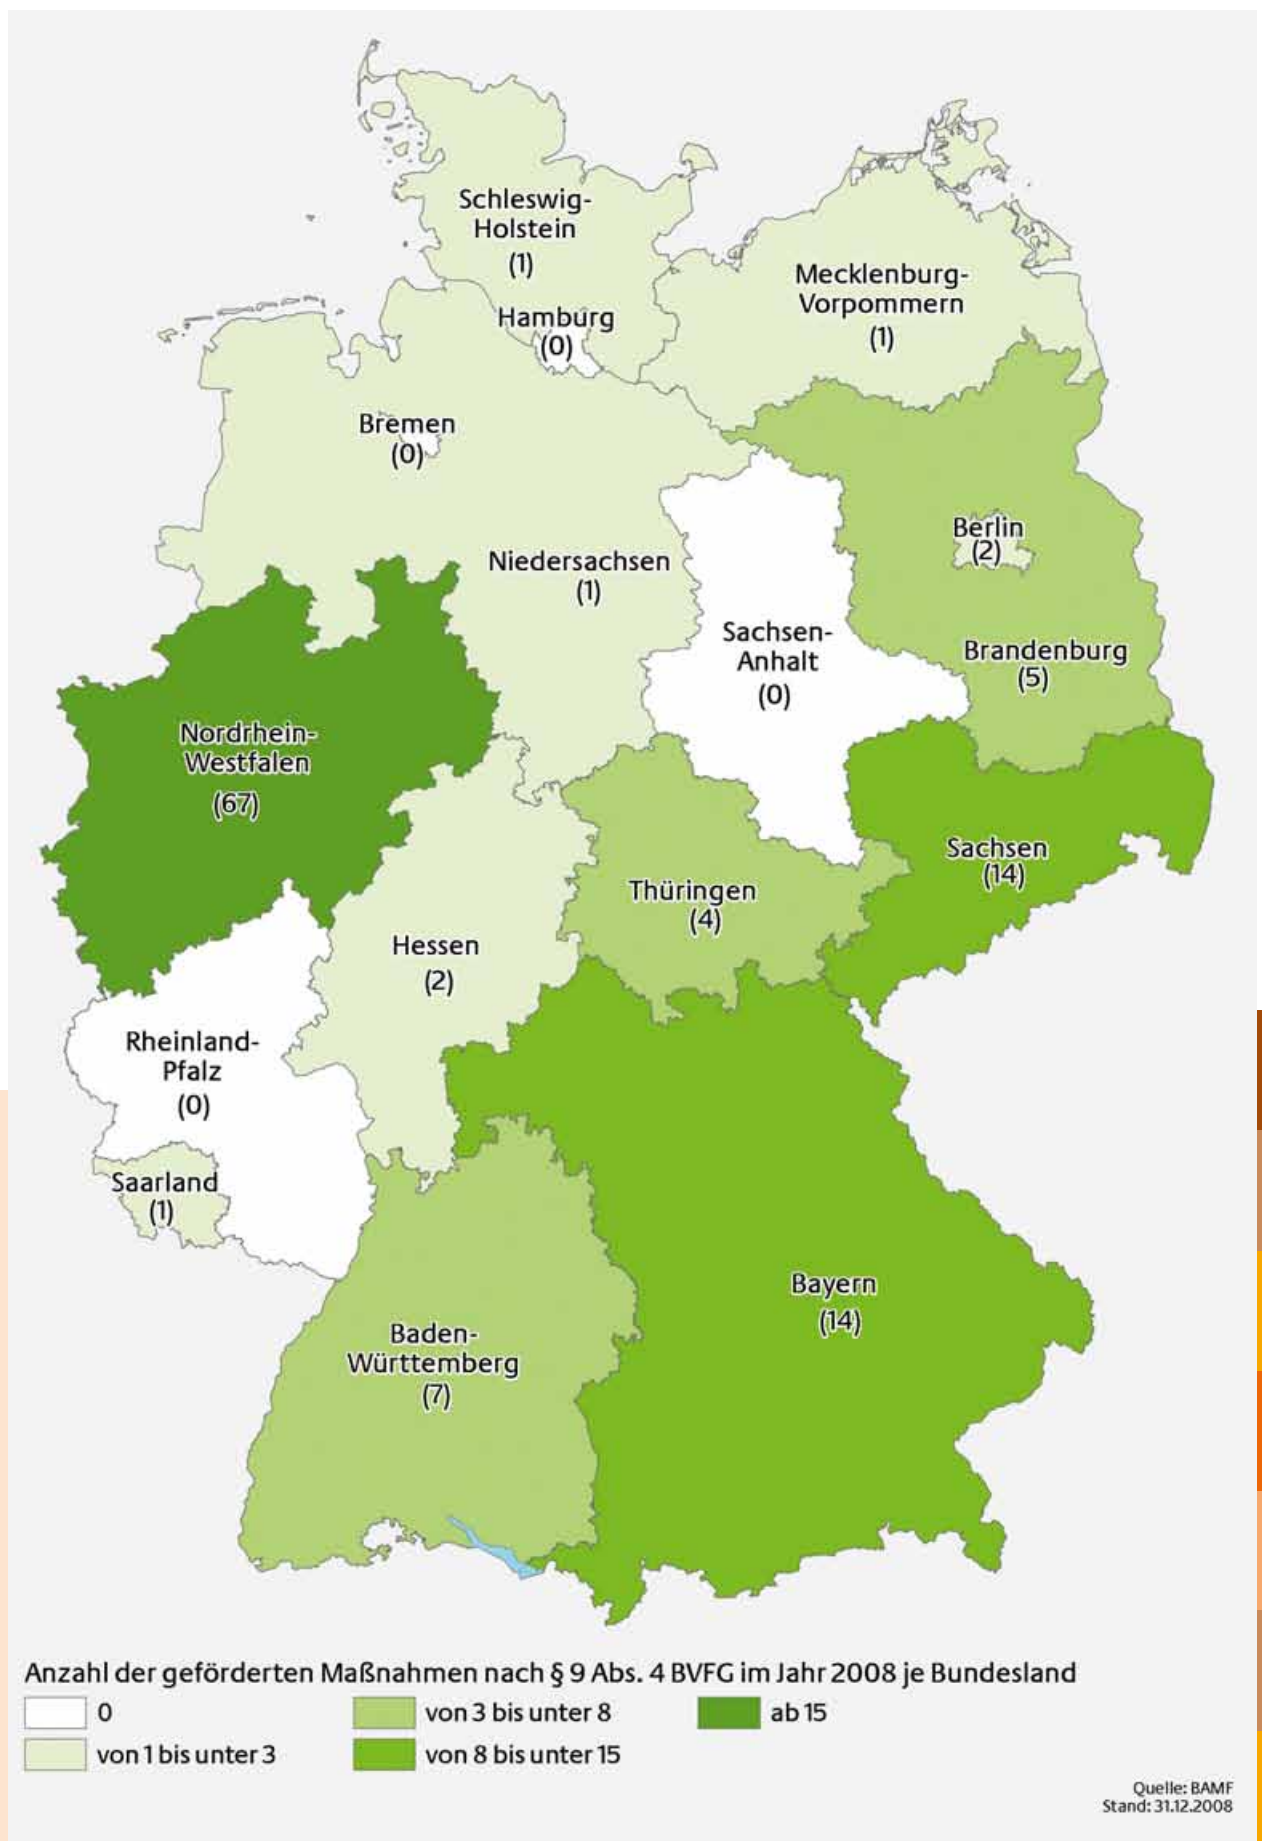 Schleswig-
Holstein
(1)
Hamburg
(0)
Mecklenburg-
Vorpommern
(1)
Bremen
(0)
Niedersachsen
(1)
Berlin
(2)
Sachsen-
Anhalt
(0)
Brandenburg
(5)
Nordrhein-
Westfalen
(67)
Sachsen
(14)
Thüringen
(4)
Hessen
(2)
Rheinland-
Pfalz
(0)
Saarland
(1)
Bayern
(14)
Baden-
Württemberg
(7)
Anzahl der geförderten Maßnahmen nach § 9 Abs. 4 BVFG im Jahr 2008 je Bundesland
0
von 1 bis unter 3
von 3 bis unter 8
von 8 bis unter 15
ab 15
Quelle: BAMF
Stand: 31.12.2008